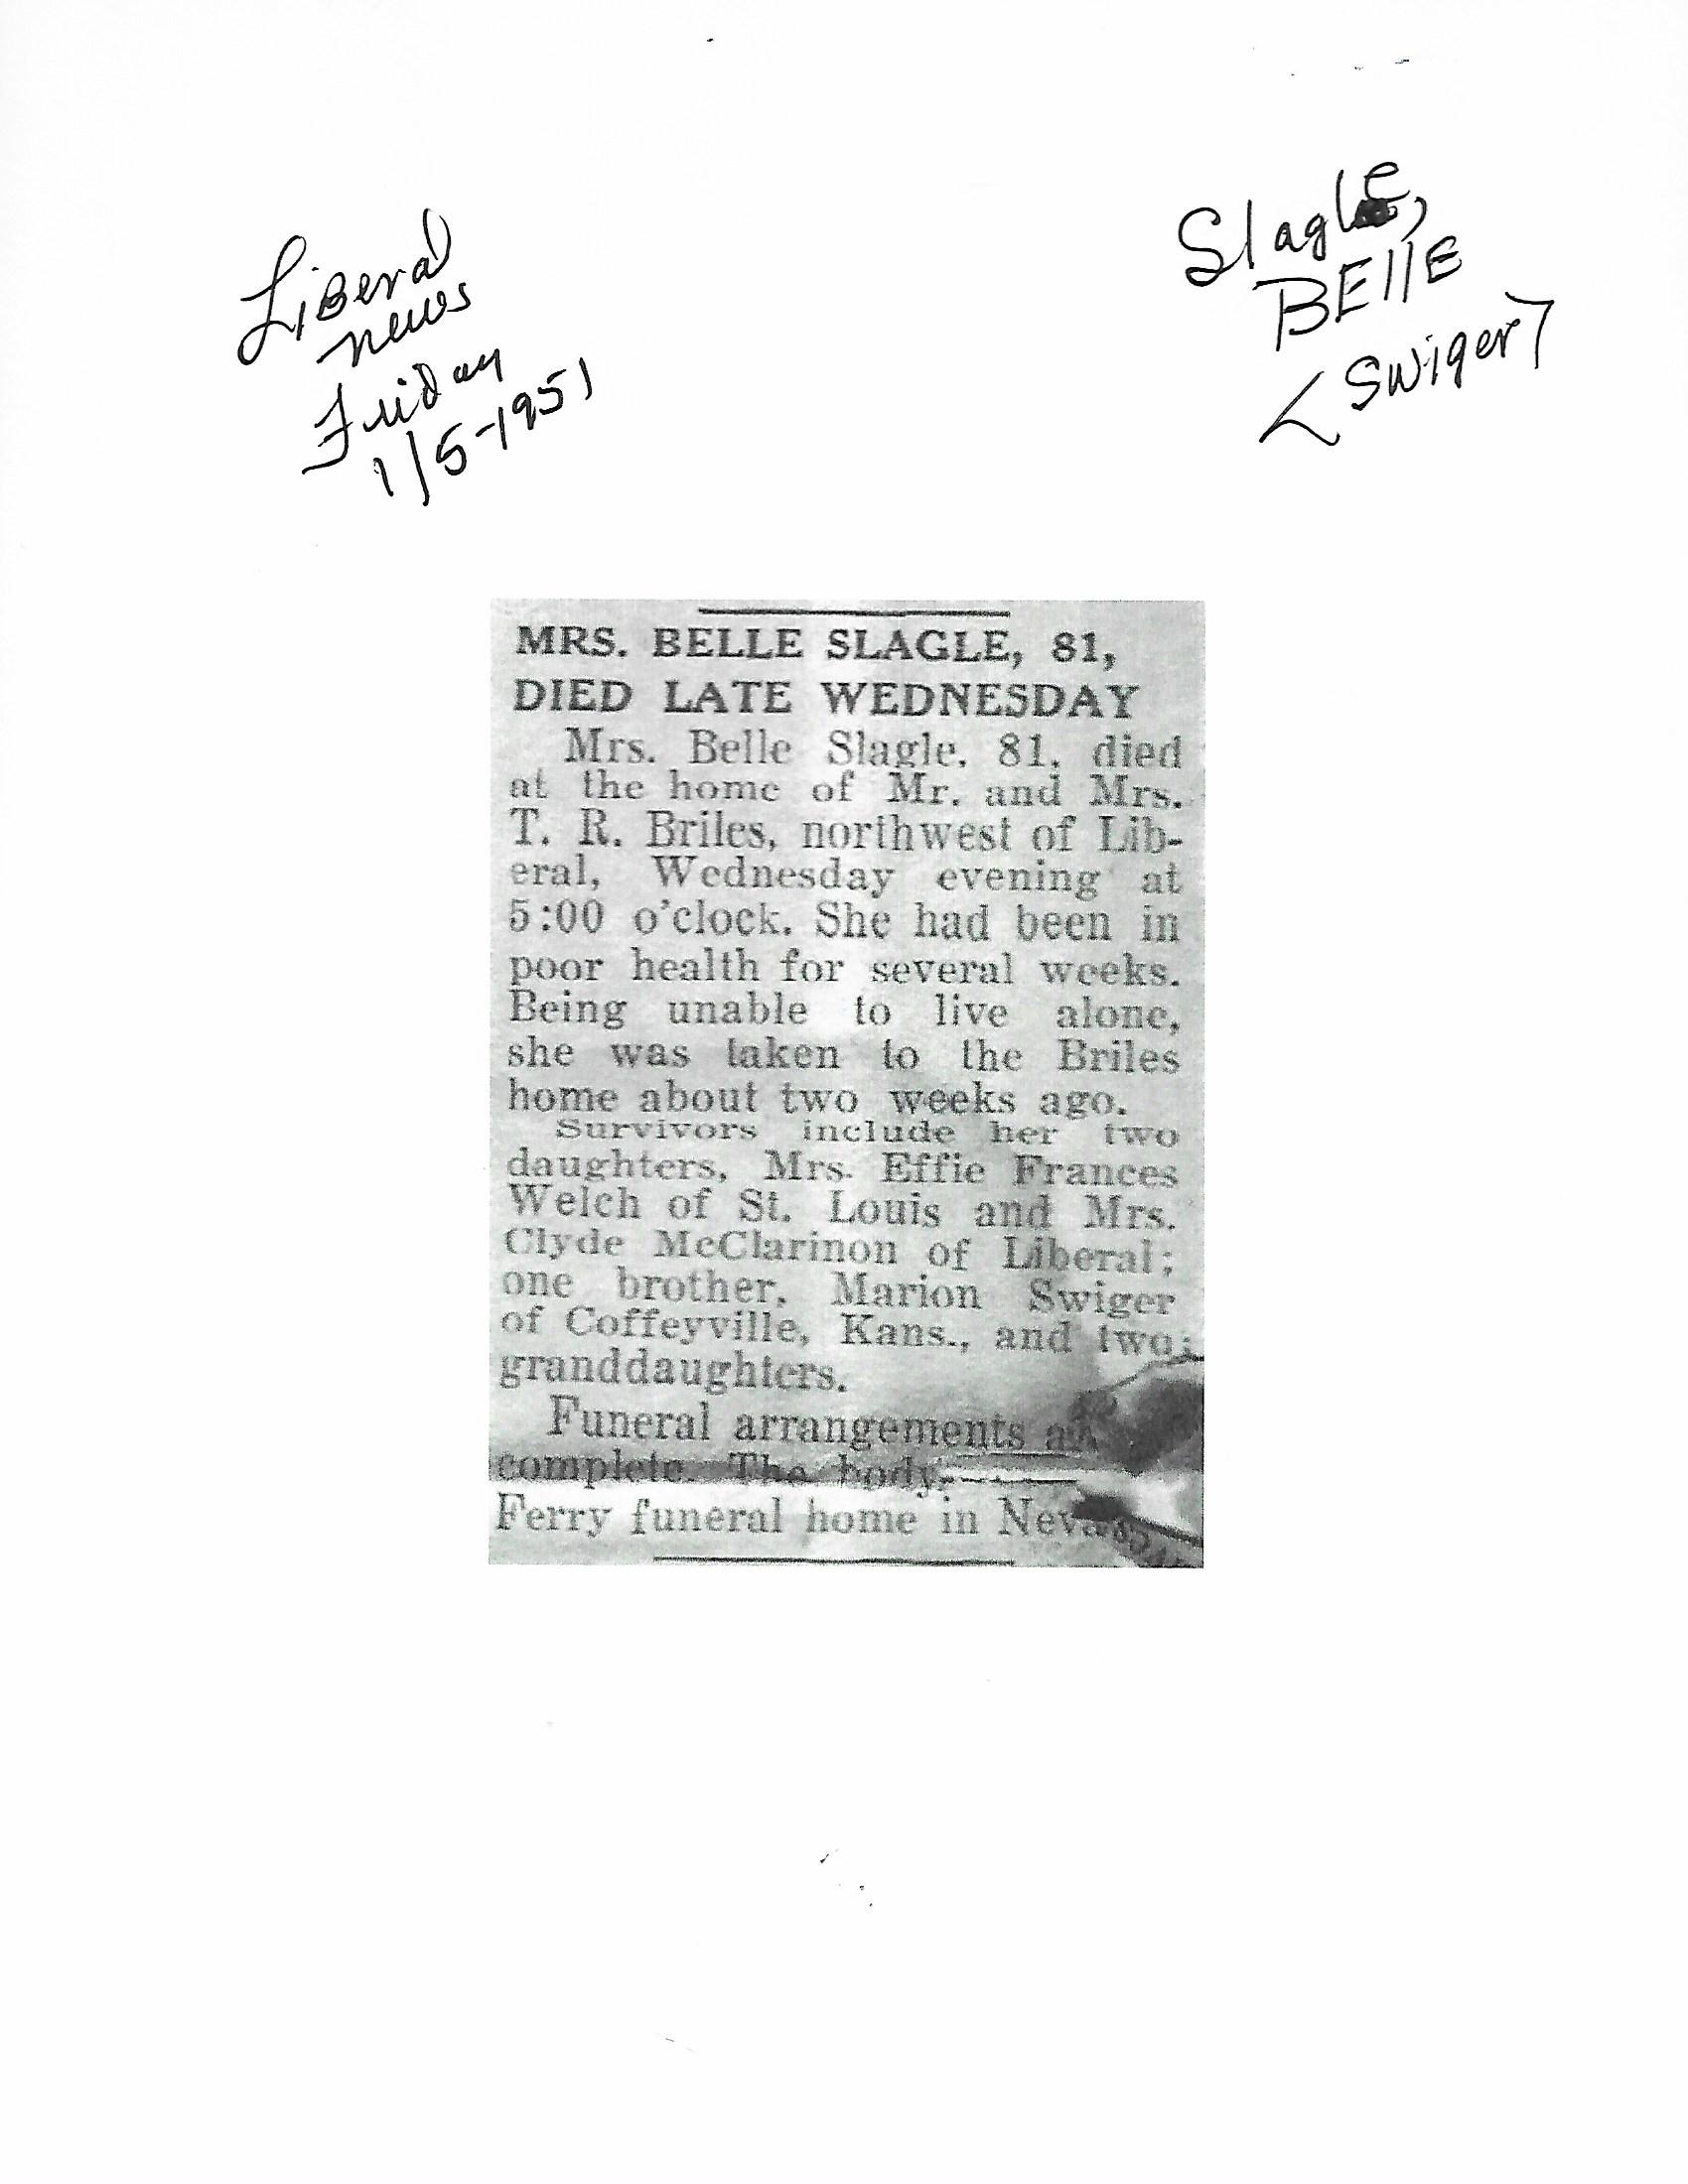 Liberal
news
Friday
1/5-1951
Slagle,
BEllE
<Swiger>
MRS. BELLE SLAGLE, 81,
DIED LATE WEDNESDAY
Mrs. Belle Slagle, 81, died
at the home of Mr. and Mrs.
T. R. Briles, northwest of Lib-
eral, Wednesday evening at
5:00 o'clock. She had been in
poor health for several weeks.
Being unable to live alone,
she was taken to the Briles
home about two weeks ago.
Survivors include her two
daughters, Mrs. Effie Frances
Welch of St. Louis and Mrs.
Clyde McClarinon of Liberal;
one brother, Marion Swiger
of Coffeyville, Kans., and two
granddaughters.
Funeral arrangements
complete. The body
Ferry funeral home in